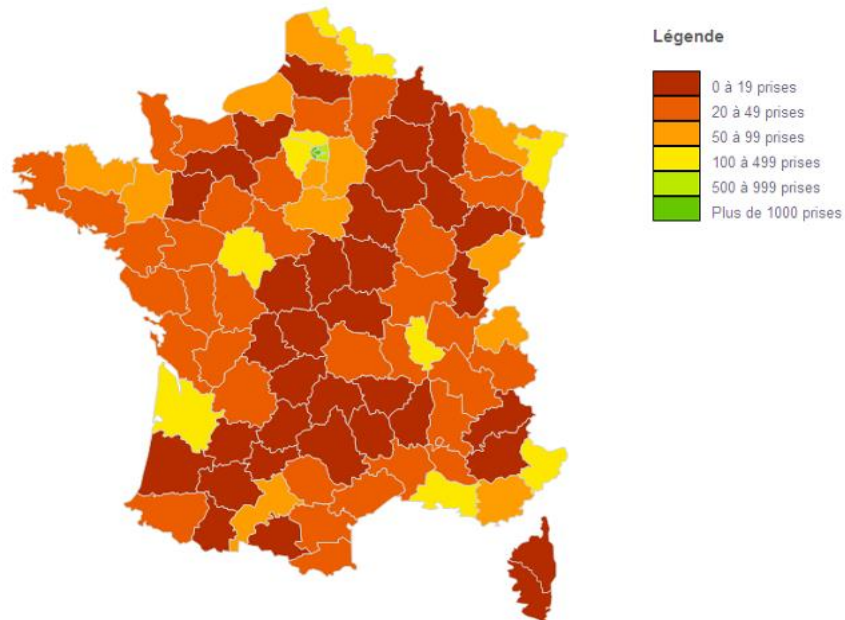 Légende
0 à 19 prises
20 à 49 prises
50 à 99 prises
100 à 499 prises
500 à 999 prises
Plus de 1000 prises